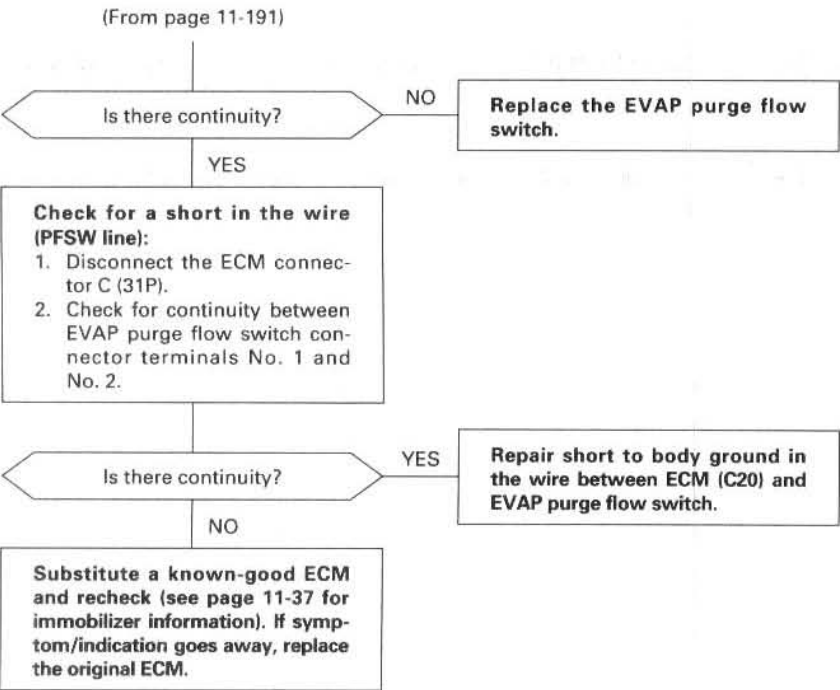 (From page 11-191)
Is there continuity?
NO
Replace the EVAP purge flow
switch.
YES
Check for a short in the wire
(PFSW line):
1. Disconnect the ECM connec-
tor C (31P).
2. Check for continuity between
EVAP purge flow switch con-
nector terminals No. 1 and
No. 2.
Is there continuity?
YES
Repair short to body ground in
the wire between ECM (C20) and
EVAP purge flow switch.
NO
Substitute a known-good ECM
and recheck (see page 11-37 for
immobilizer information). If symp-
tom/indication goes away, replace
the original ECM.